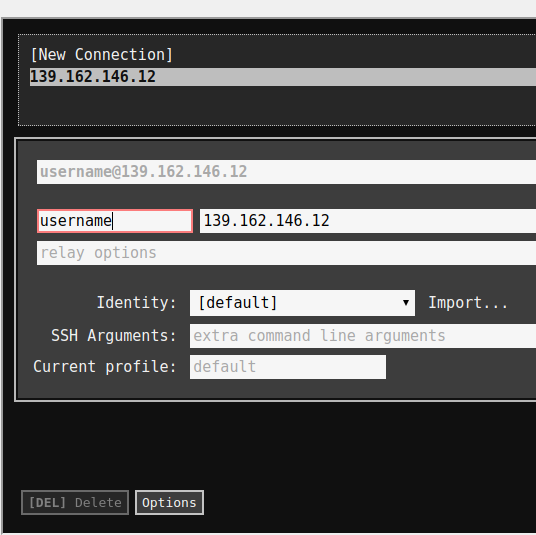 [New Connection]
139.162.146.12
username@139.162.146.12
username 139.162.146.12
relay options
Identity: [default] Import...
SSH Arguments: extra command line arguments
Current profile: default
[DEL] Delete Options